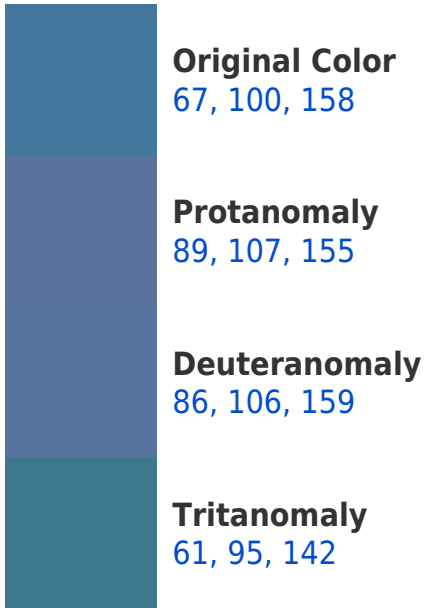 Original Color
67, 100, 158
Protanomaly
89, 107, 155
Deuteranomaly
86, 106, 159
Tritanomaly
61, 95, 142